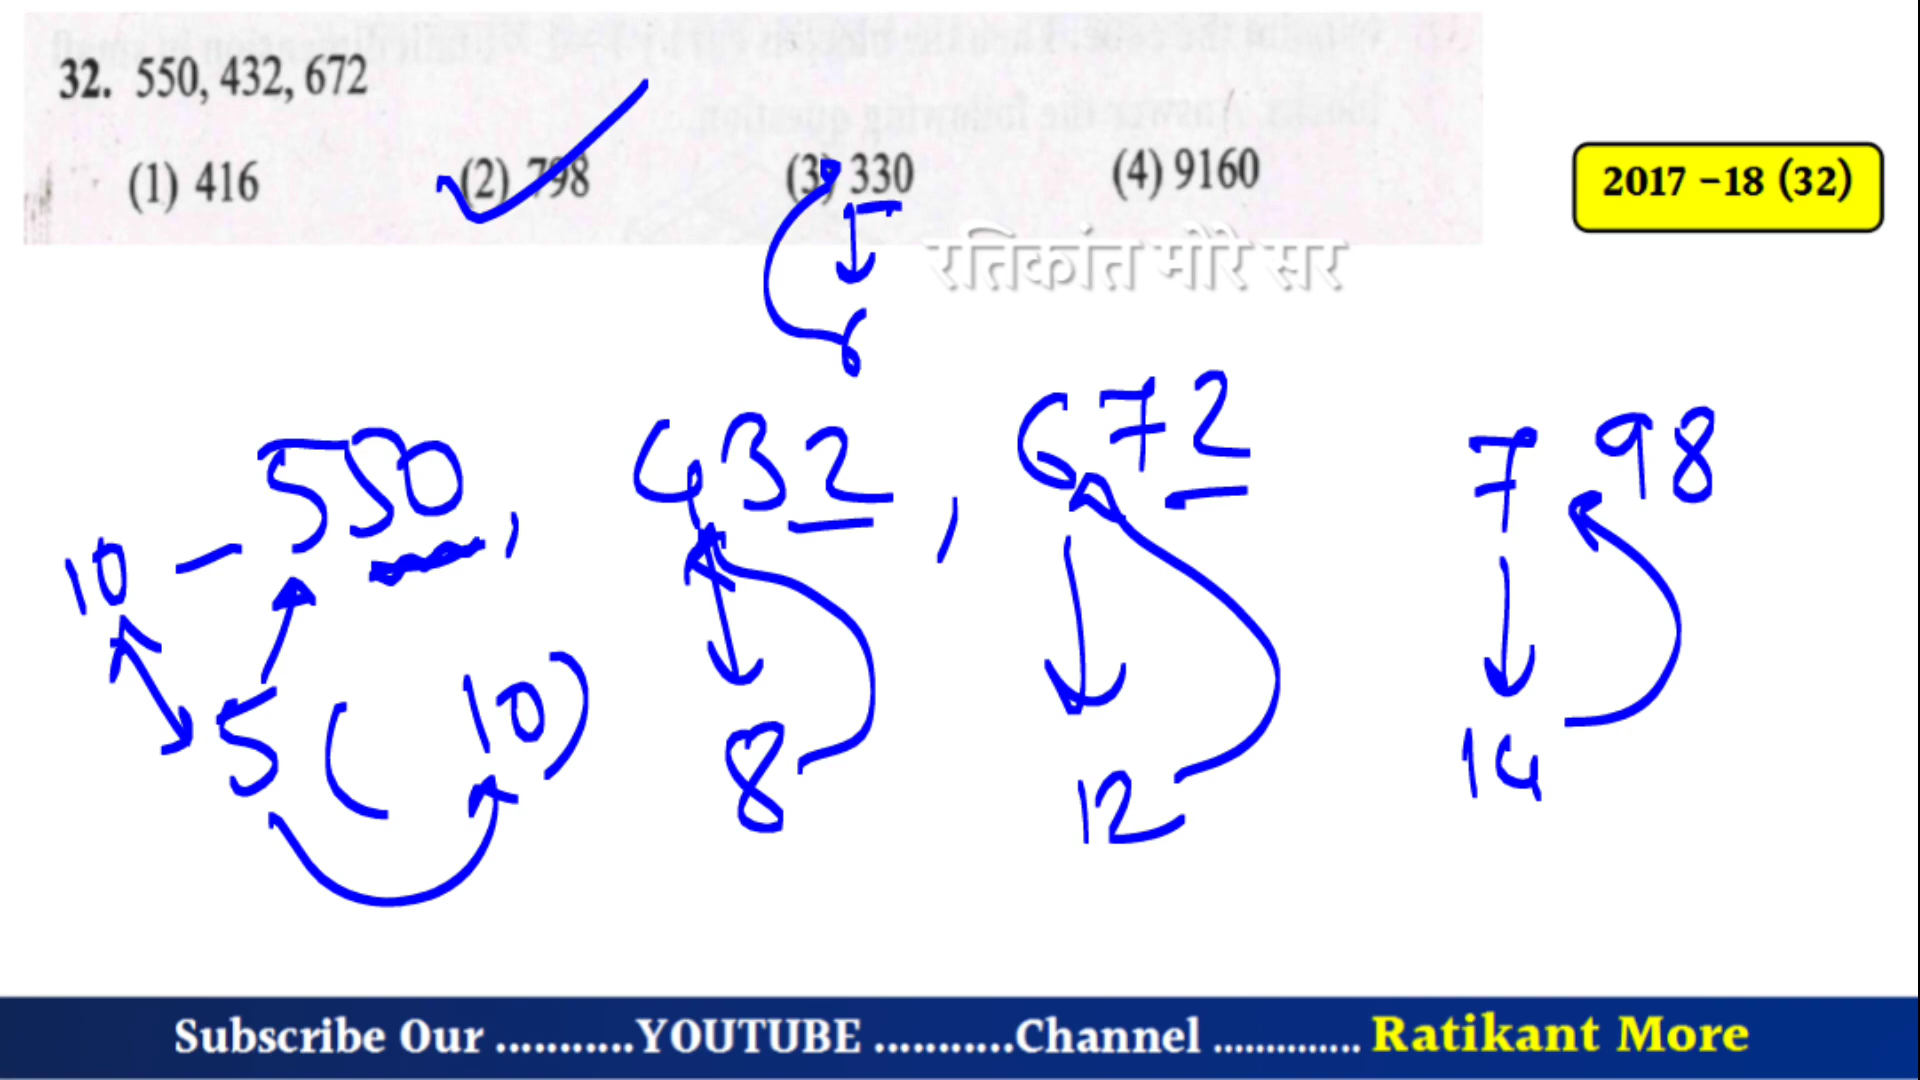 32. 550, 432, 672
(1) 416 (2) 798 (3) 330 (4) 9160
2017 -18 (32)
रतिकांत मोरे सर
6
550, 432, 672 798
10 -
5 ( 10) 8 12 14
Subscribe Our ...........YOUTUBE ...........Channel .............. Ratikant More